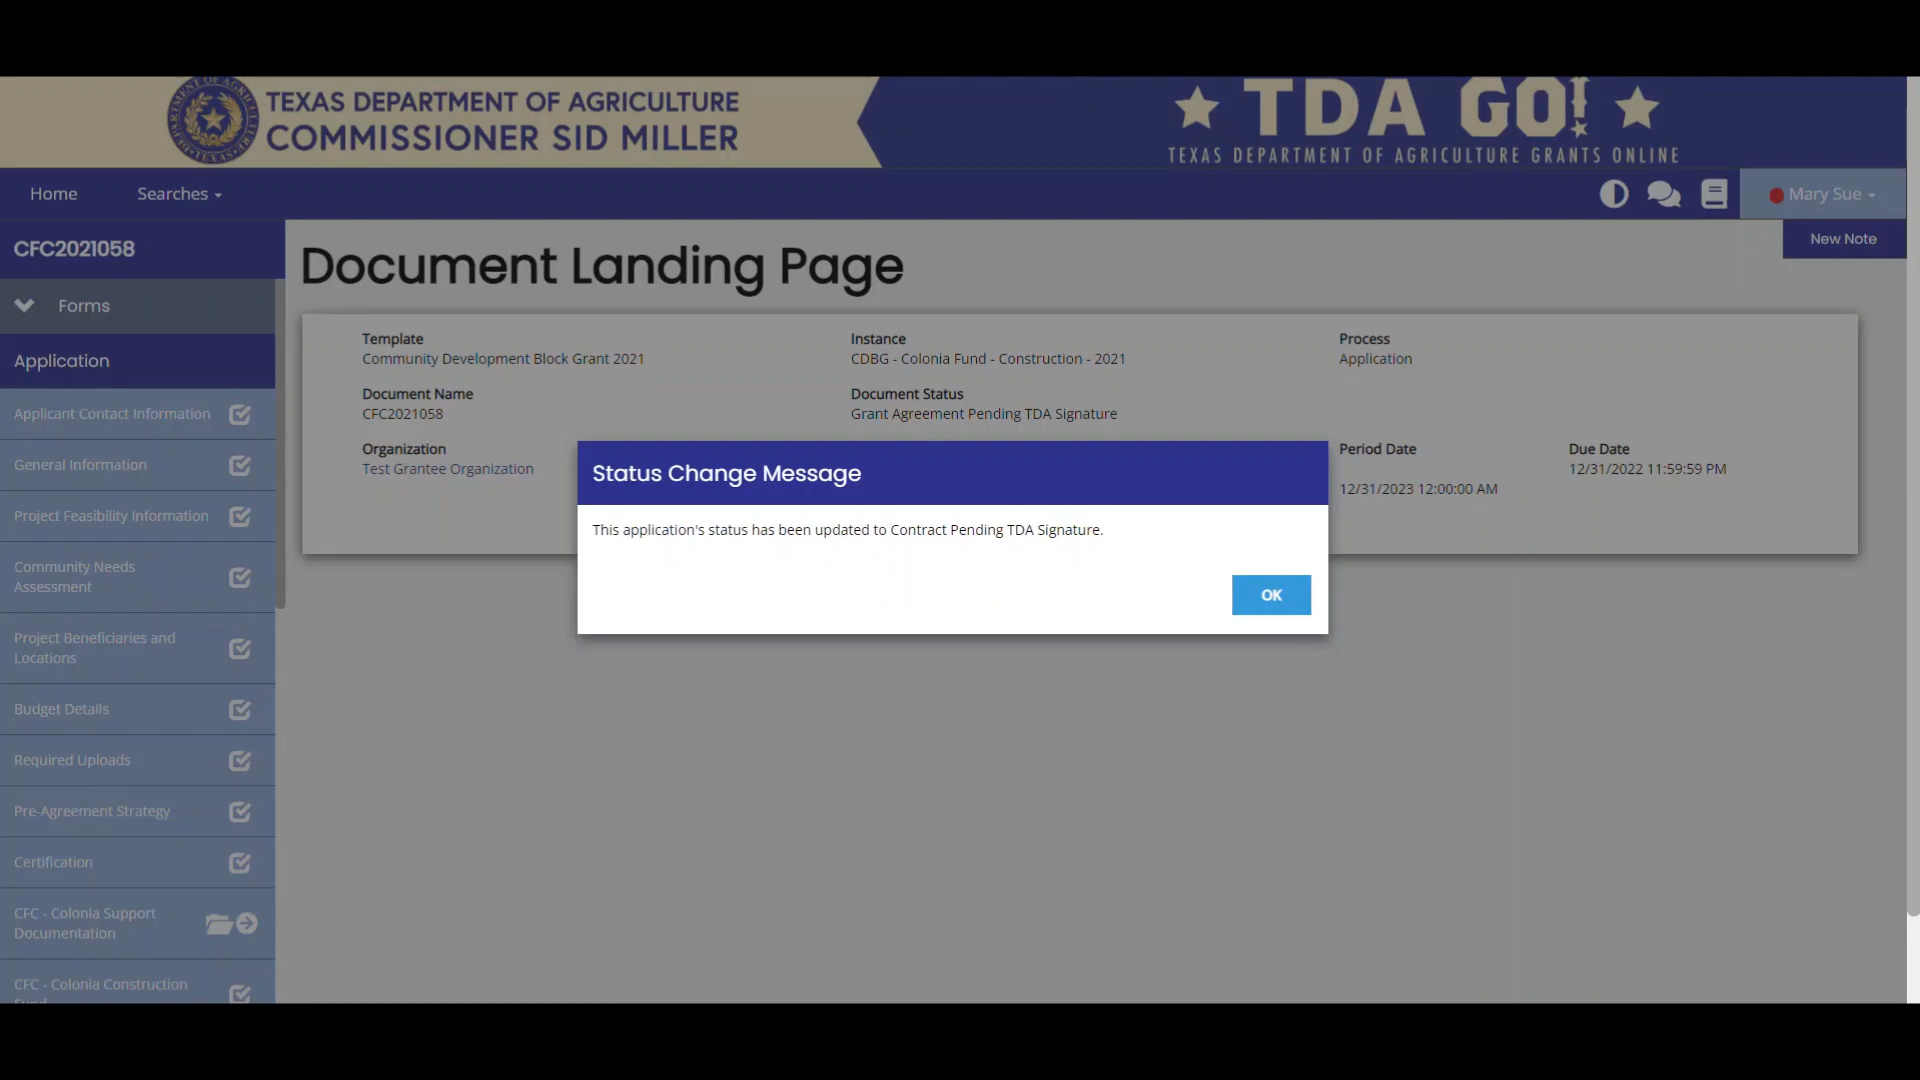 TEXAS DEPARTMENT OF AGRICULTURE
COMMISSIONER SID MILLER
TDA GO!
TEXAS DEPARTMENT OF AGRICULTURE GRANTS ONLINE
Home
Searches
Mary Sue
New Note
CFC2021058
Forms
Application
Applicant Contact Information
General Information
Project Feasibility Information
Community Needs
Assessment
Project Beneficiaries and
Locations
Budget Details
Required Uploads
Pre-Agreement Strategy
Certification
CFC - Colonia Support
Documentation
CFC - Colonia Construction
Document Landing Page
Template
Community Development Block Grant 2021
Instance
CDBG - Colonia Fund - Construction - 2021
Process
Application
Document Name
CFC2021058
Document Status
Grant Agreement Pending TDA Signature
Organization
Test Grantee Organization
Period Date
12/31/2023 12:00:00 AM
Due Date
12/31/2022 11:59:59 PM
Status Change Message
This application's status has been updated to Contract Pending TDA Signature.
OK